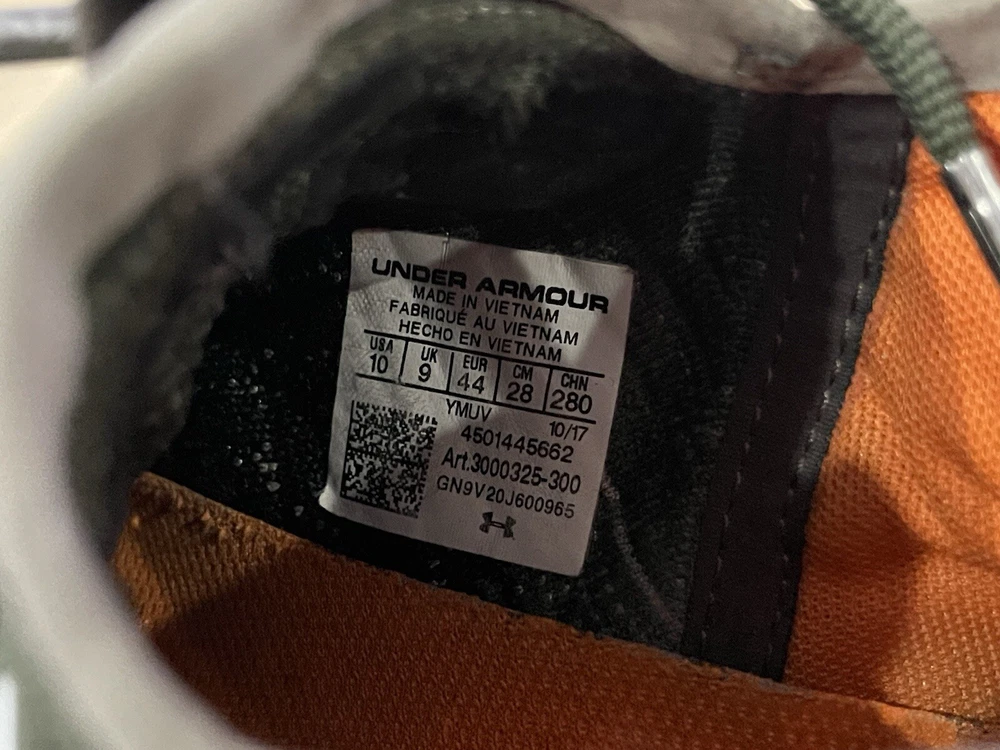 UNDER ARMOUR
MADE IN VIETNAM
FABRIQUÉ AU VIETNAM
HECHO EN VIETNAM
USA UK EUR CM CHN
10 9 44 28 280
YMUV 10/17
4501445662
Art.3000325-300
GN9V20J600965